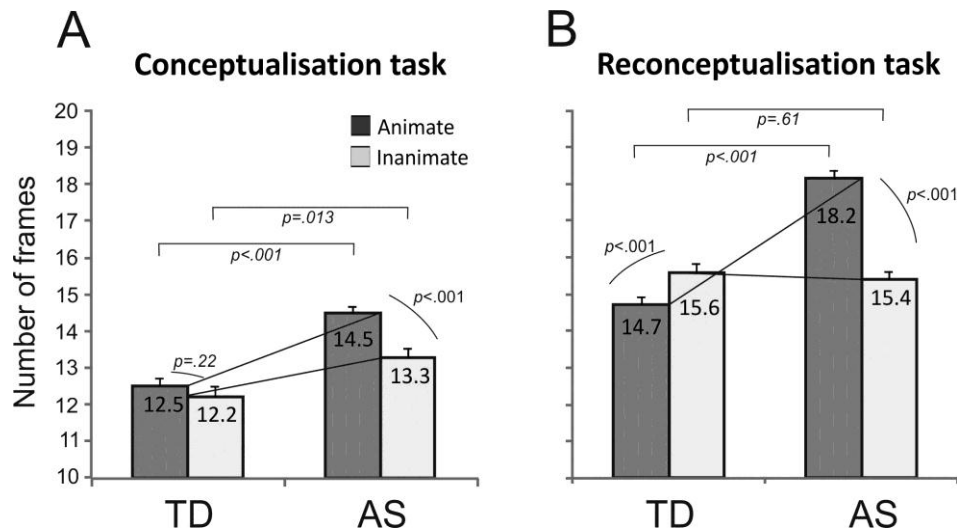 A
Conceptualisation task
Number of frames
20
19
18
17
16
15
14
13
12
11
10
Animate
Inanimate
p=.013
p<.001
p<.001
p=.22
12.5
12.2
14.5
13.3
TD
AS
B
Reconceptualisation task
p=.61
p<.001
p<.001
p<.001
14.7
15.6
18.2
15.4
TD
AS